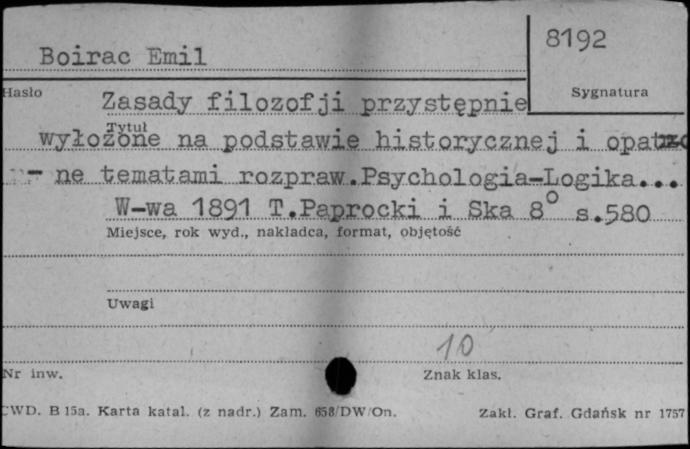 8192
Boirac Emil
Hasło
Sygnatura
Zasady filozofji przystępnie
Tytuł
wyłożone na podstawie historycznej i opatrzo
- ne tematami rozpraw.Psychologia-Logika...
W-wa 1891 T.Paprocki i Ska 8° s.580
Miejsce, rok wyd., nakładca, format, objętość
Uwagi
10
Nr inw.
Znak klas.
CWD. B 15a. Karta katal. (z nadr.) Zam. 658/DW/On.
Zakł. Graf. Gdańsk nr 1757